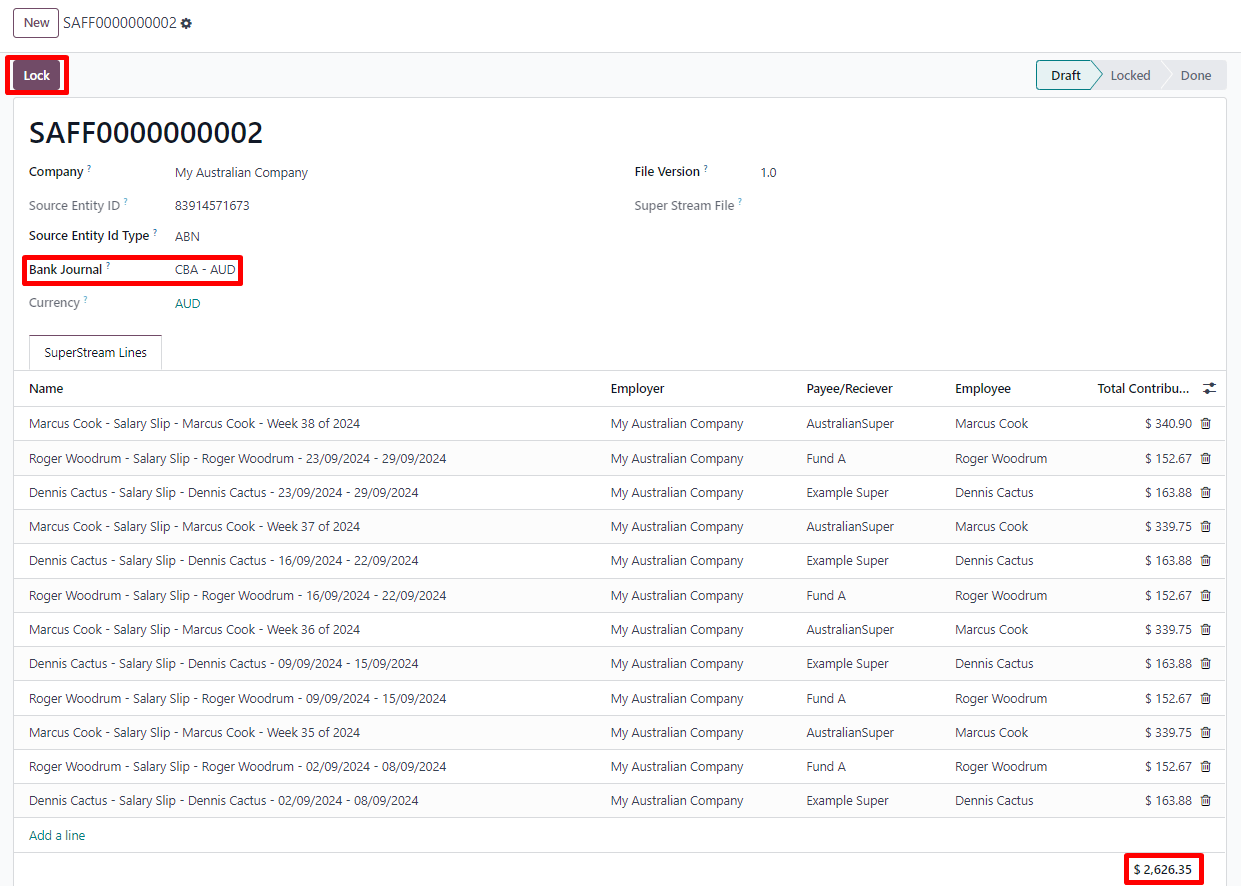 New SAFF0000000002
Lock Draft Locked Done
SAFF0000000002
Company ? My Australian Company File Version ? 1.0
Source Entity ID ? 83914571673 Super Stream File ?
Source Entity Id Type ? ABN
Bank Journal ? CBA - AUD
Currency ? AUD
SuperStream Lines
Name Employer Payee/Reciever Employee Total Contribu...
Marcus Cook - Salary Slip - Marcus Cook - Week 38 of 2024 My Australian Company AustralianSuper Marcus Cook $ 340.90
Roger Woodrum - Salary Slip - Roger Woodrum - 23/09/2024 - 29/09/2024 My Australian Company Fund A Roger Woodrum $ 152.67
Dennis Cactus - Salary Slip - Dennis Cactus - 23/09/2024 - 29/09/2024 My Australian Company Example Super Dennis Cactus $ 163.88
Marcus Cook - Salary Slip - Marcus Cook - Week 37 of 2024 My Australian Company AustralianSuper Marcus Cook $ 339.75
Dennis Cactus - Salary Slip - Dennis Cactus - 16/09/2024 - 22/09/2024 My Australian Company Example Super Dennis Cactus $ 163.88
Roger Woodrum - Salary Slip - Roger Woodrum - 16/09/2024 - 22/09/2024 My Australian Company Fund A Roger Woodrum $ 152.67
Marcus Cook - Salary Slip - Marcus Cook - Week 36 of 2024 My Australian Company AustralianSuper Marcus Cook $ 339.75
Dennis Cactus - Salary Slip - Dennis Cactus - 09/09/2024 - 15/09/2024 My Australian Company Example Super Dennis Cactus $ 163.88
Roger Woodrum - Salary Slip - Roger Woodrum - 09/09/2024 - 15/09/2024 My Australian Company Fund A Roger Woodrum $ 152.67
Marcus Cook - Salary Slip - Marcus Cook - Week 35 of 2024 My Australian Company AustralianSuper Marcus Cook $ 339.75
Roger Woodrum - Salary Slip - Roger Woodrum - 02/09/2024 - 08/09/2024 My Australian Company Fund A Roger Woodrum $ 152.67
Dennis Cactus - Salary Slip - Dennis Cactus - 02/09/2024 - 08/09/2024 My Australian Company Example Super Dennis Cactus $ 163.88
Add a line
$ 2,626.35